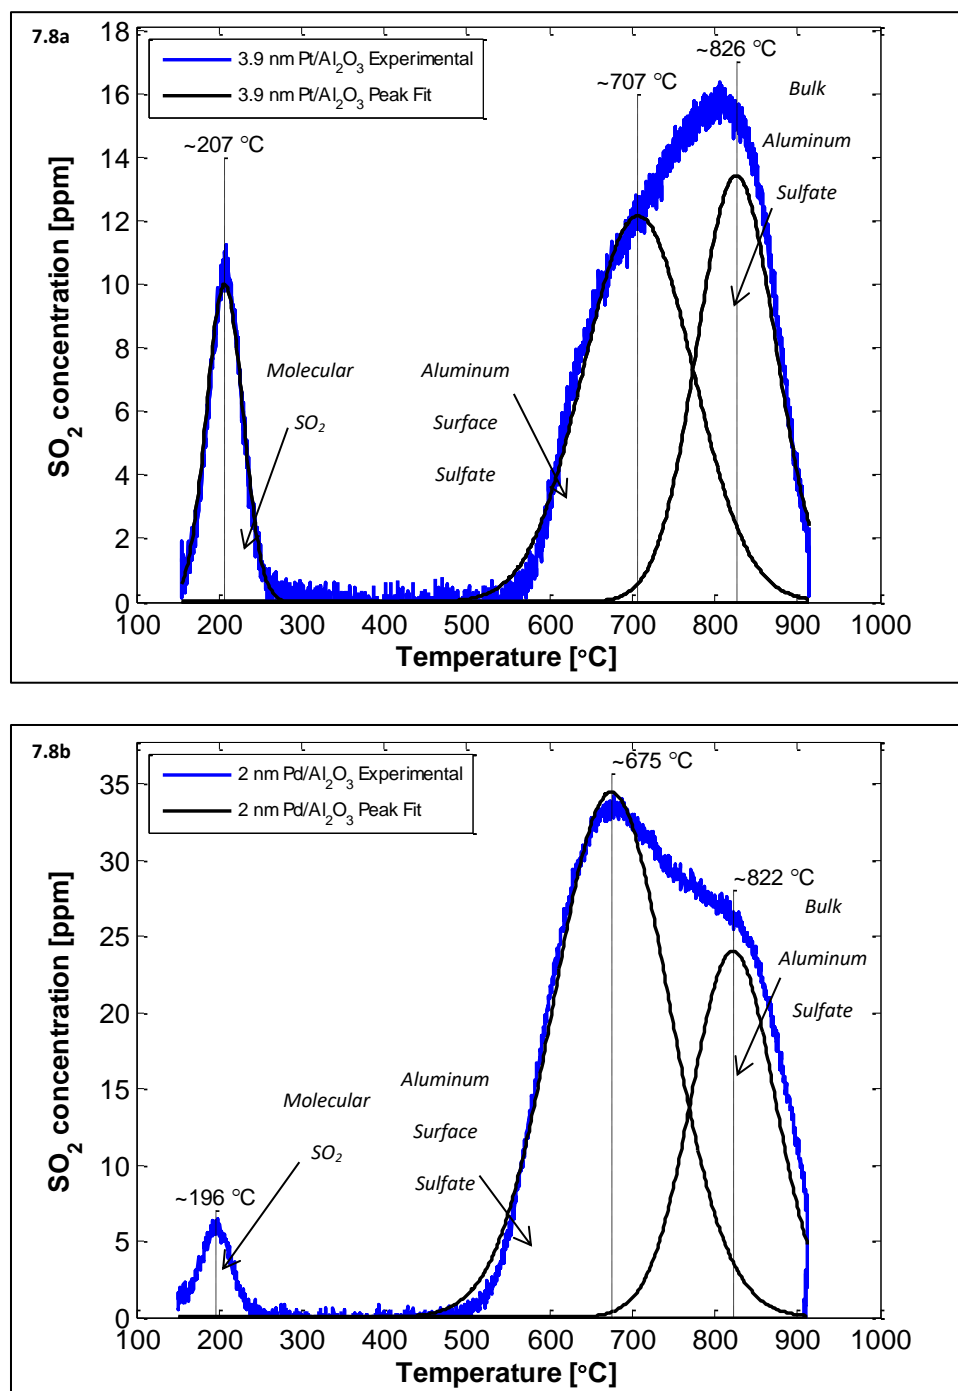 7.8a
3.9 nm Pt/Al2O3 Experimental
3.9 nm Pt/Al2O3 Peak Fit
~207 °C
~707 °C
~826 °C
Bulk
Aluminum
Sulfate
Molecular
SO2
Aluminum
Surface
Sulfate
SO2 concentration [ppm]
18
16
14
12
10
8
6
4
2
0
100 200 300 400 500 600 700 800 900 1000
Temperature [°C]
7.8b
2 nm Pd/Al2O3 Experimental
2 nm Pd/Al2O3 Peak Fit
~675 °C
~822 °C
Bulk
Aluminum
Sulfate
~196 °C
Molecular
SO2
Aluminum
Surface
Sulfate
SO2 concentration [ppm]
35
30
25
20
15
10
5
0
100 200 300 400 500 600 700 800 900 1000
Temperature [°C]